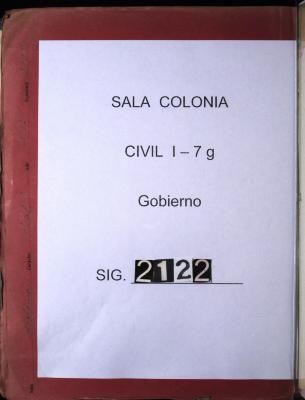 SALA COLONIA
CIVIL I – 7 g
Gobierno
SIG. 2122